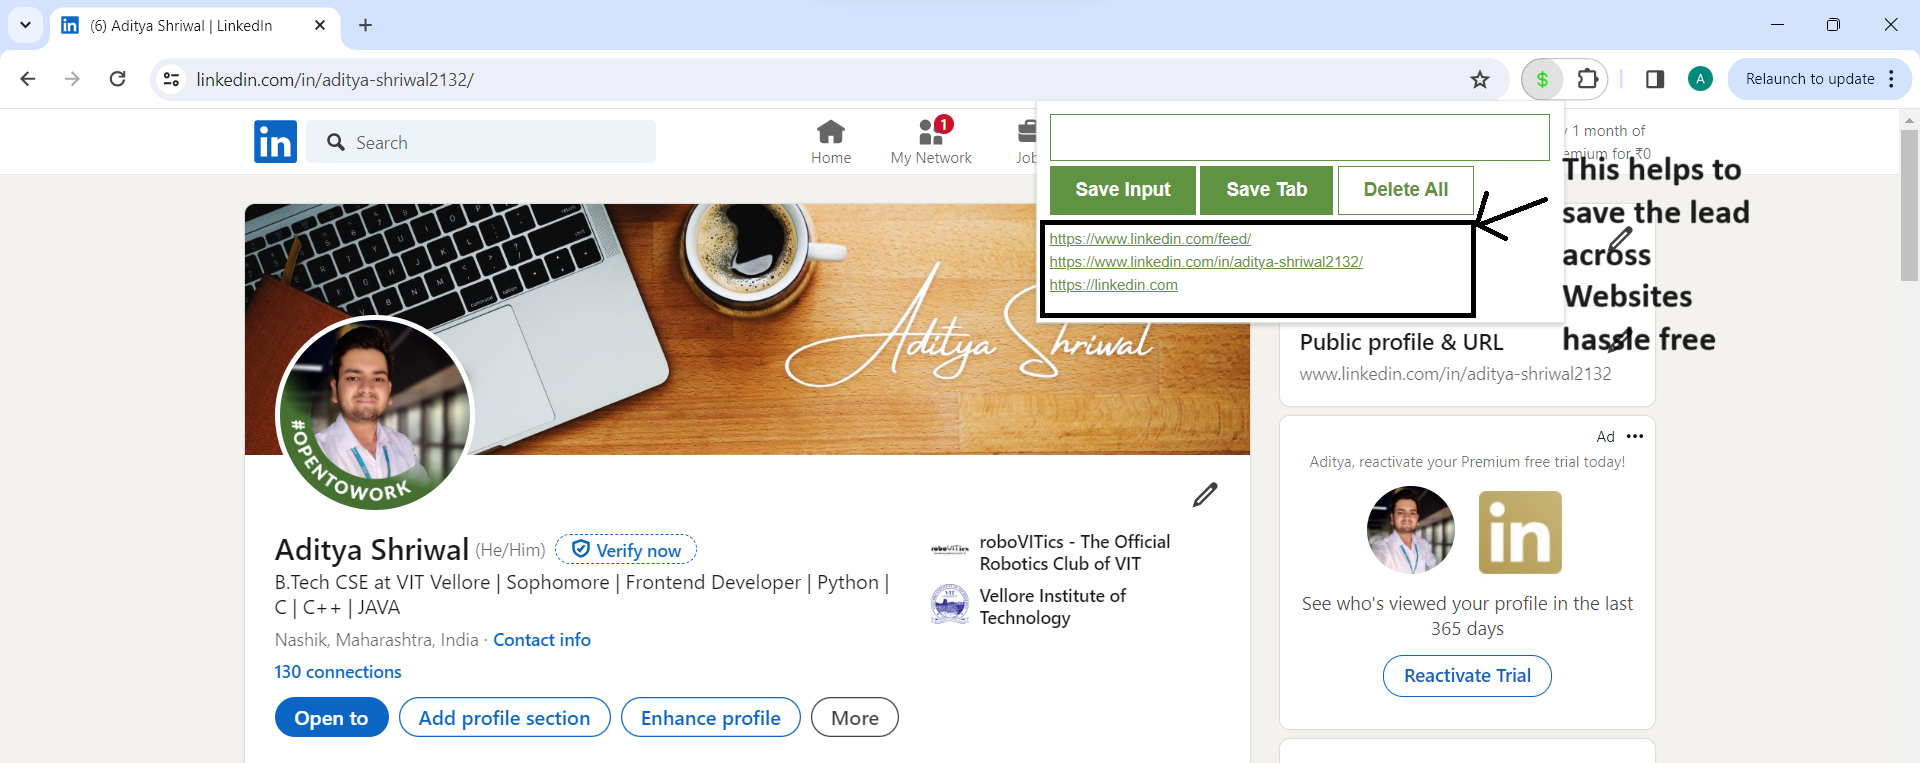 (6) Aditya Shriwal | LinkedIn
linkedin.com/in/aditya-shriwal2132/
$
A
Relaunch to update
in
Search
Home
1
My Network
Job
y 1 month of
emium for ₹0
Save Input
Save Tab
Delete All
https://www.linkedin.com/feed/
https://www.linkedin.com/in/aditya-shriwal2132/
https://linkedin.com
This helps to
save the lead
across
Websites
hassle free
Aditya Shriwal
#OPENTOWORK
Public profile & URL
www.linkedin.com/in/aditya-shriwal2132
Ad
Aditya, reactivate your Premium free trial today!
in
See who's viewed your profile in the last
365 days
Reactivate Trial
Aditya Shriwal (He/Him) Verify now
B.Tech CSE at VIT Vellore | Sophomore | Frontend Developer | Python |
C | C++ | JAVA
Nashik, Maharashtra, India · Contact info
130 connections
roboVITics
roboVITics - The Official
Robotics Club of VIT
VIT
Vellore Institute of
Technology
Open to
Add profile section
Enhance profile
More